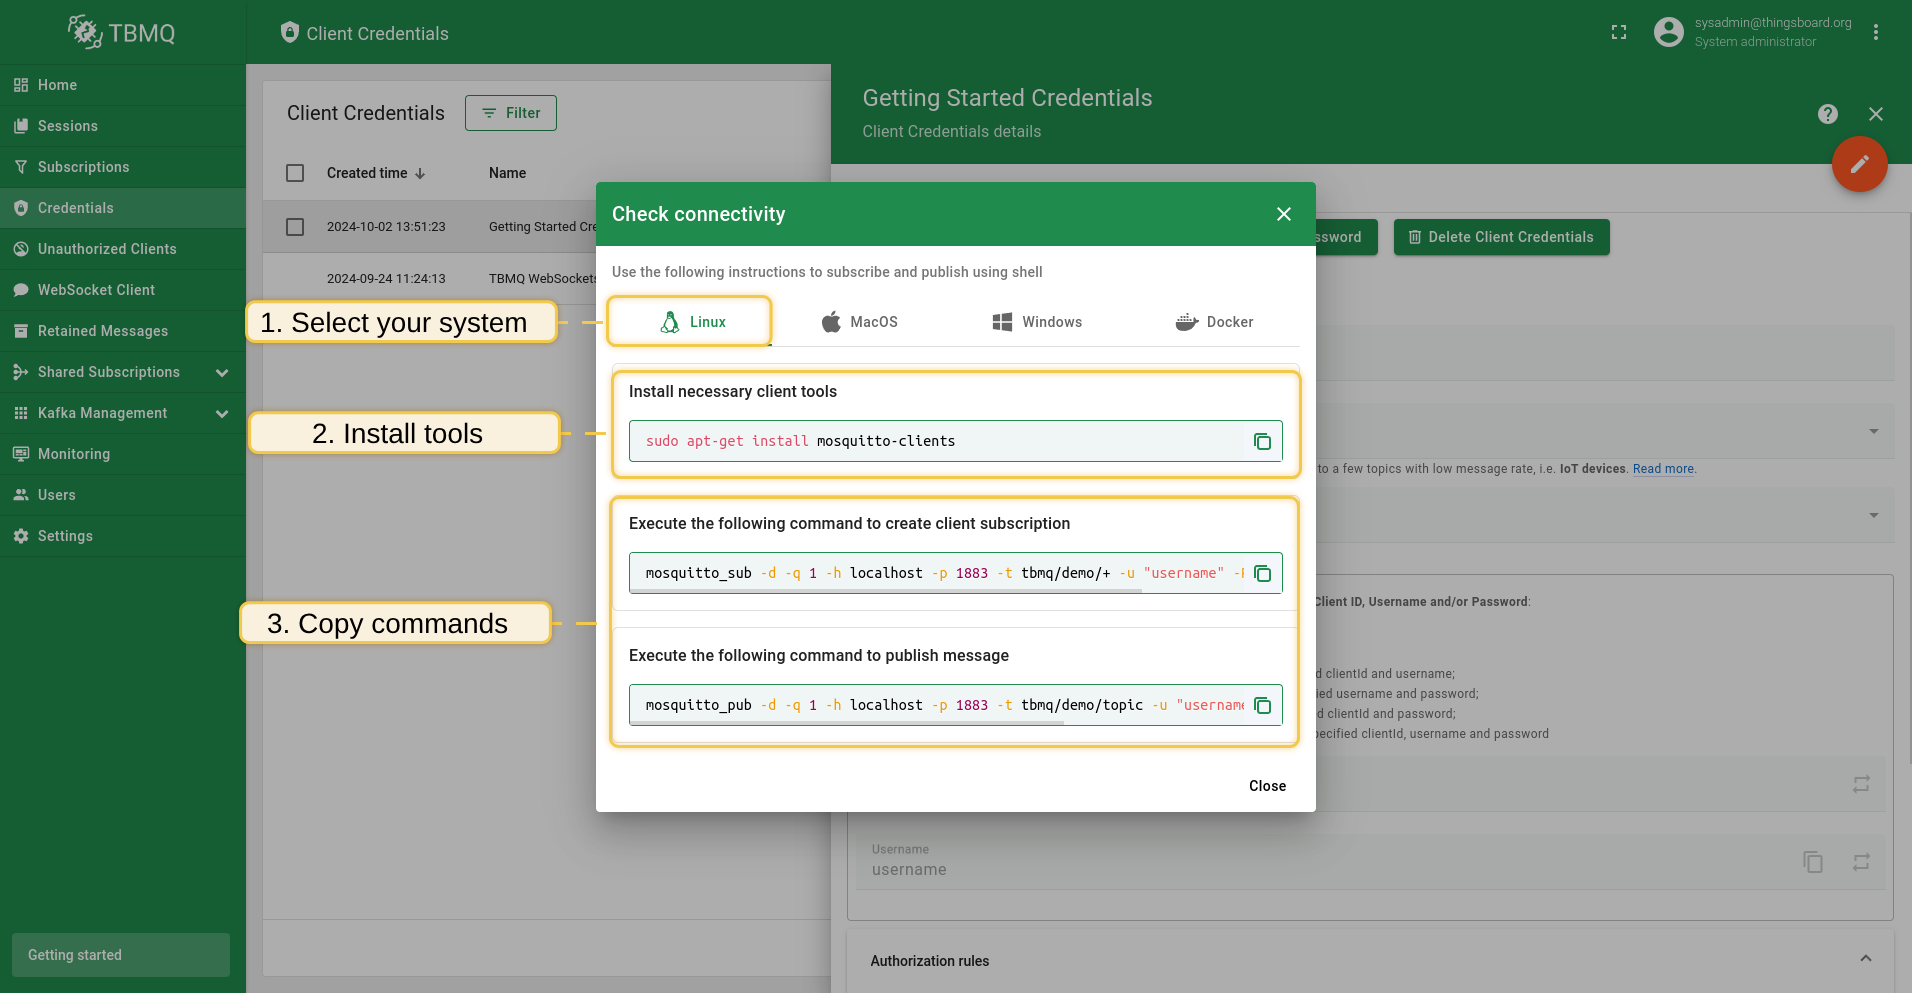 TBMQ
Client Credentials
sysadmin@thingsboard.org
System administrator
Home
Sessions
Subscriptions
Credentials
Unauthorized Clients
WebSocket Client
Retained Messages
Shared Subscriptions
Kafka Management
Monitoring
Users
Settings
Getting started
Client Credentials
Filter
Created time
Name
2024-10-02 13:51:23
Getting Started
2024-09-24 11:24:13
TBMQ WebSockets
Getting Started Credentials
Client Credentials details
Delete Client Credentials
to a few topics with low message rate, i.e. IoT devices. Read more.
Client ID, Username and/or Password:
clientId and username;
username and password;
clientId and password;
clientId, username and password
Username
username
Authorization rules
Check connectivity
Use the following instructions to subscribe and publish using shell
Linux
MacOS
Windows
Docker
Install necessary client tools
sudo apt-get install mosquitto-clients
Execute the following command to create client subscription
mosquitto_sub -d -q 1 -h localhost -p 1883 -t tbmq/demo/+ -u "username"
Execute the following command to publish message
mosquitto_pub -d -q 1 -h localhost -p 1883 -t tbmq/demo/topic -u "username
Close
1. Select your system
2. Install tools
3. Copy commands